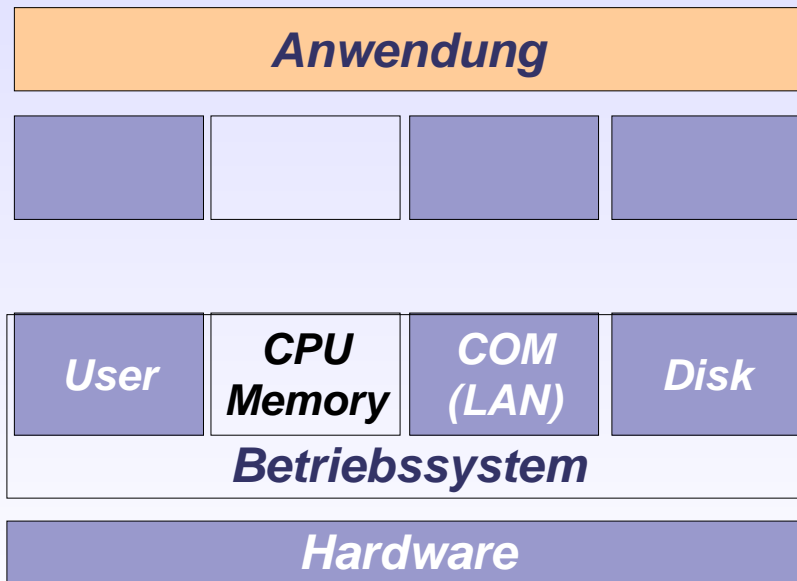 Anwendung
User
CPU
Memory
COM
(LAN)
Disk
Betriebssystem
Hardware